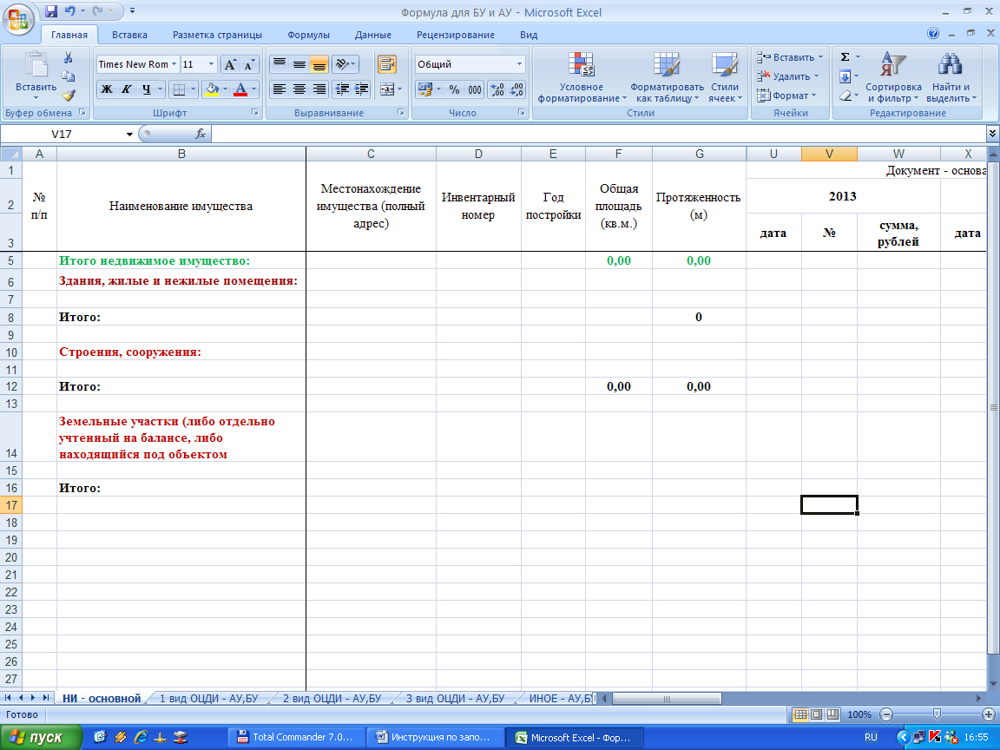 Формула для БУ и АУ - Microsoft Excel
Главная Вставка Разметка страницы Формулы Данные Рецензирование Вид
Times New Rom 11 Общий Вставить
Вставить Ж К Ч % 000 Условное форматирование Форматировать как таблицу Стили ячеек Удалить Формат Σ Сортировка и фильтр Найти и выделить
Буфер обмена Шрифт Выравнивание Число Стили Ячейки Редактирование
V17 fx
A B C D E F G U V W X
1 Документ - основа
2 № п/п Наименование имущества Местонахождение имущества (полный адрес) Инвентарный номер Год постройки Общая площадь (кв.м.) Протяженность (м) 2013
3 дата № сумма, рублей дата
5 Итого недвижимое имущество: 0,00 0,00
6 Здания, жилые и нежилые помещения:
7
8 Итого: 0
9
10 Строения, сооружения:
11
12 Итого: 0,00 0,00
13
Земельные участки (либо отдельно
учтенный на балансе, либо
14 находящийся под объектом
15
16 Итого:
17
18
19
20
21
22
23
24
25
26
27
НИ - основной 1 вид ОЦДИ - АУ,БУ 2 вид ОЦДИ - АУ,БУ 3 вид ОЦДИ - АУ,БУ ИНОЕ - АУ,БУ
Готово 100%
пуск Total Commander 7.0... Инструкция по запо... Microsoft Excel - Фор... RU 16:55